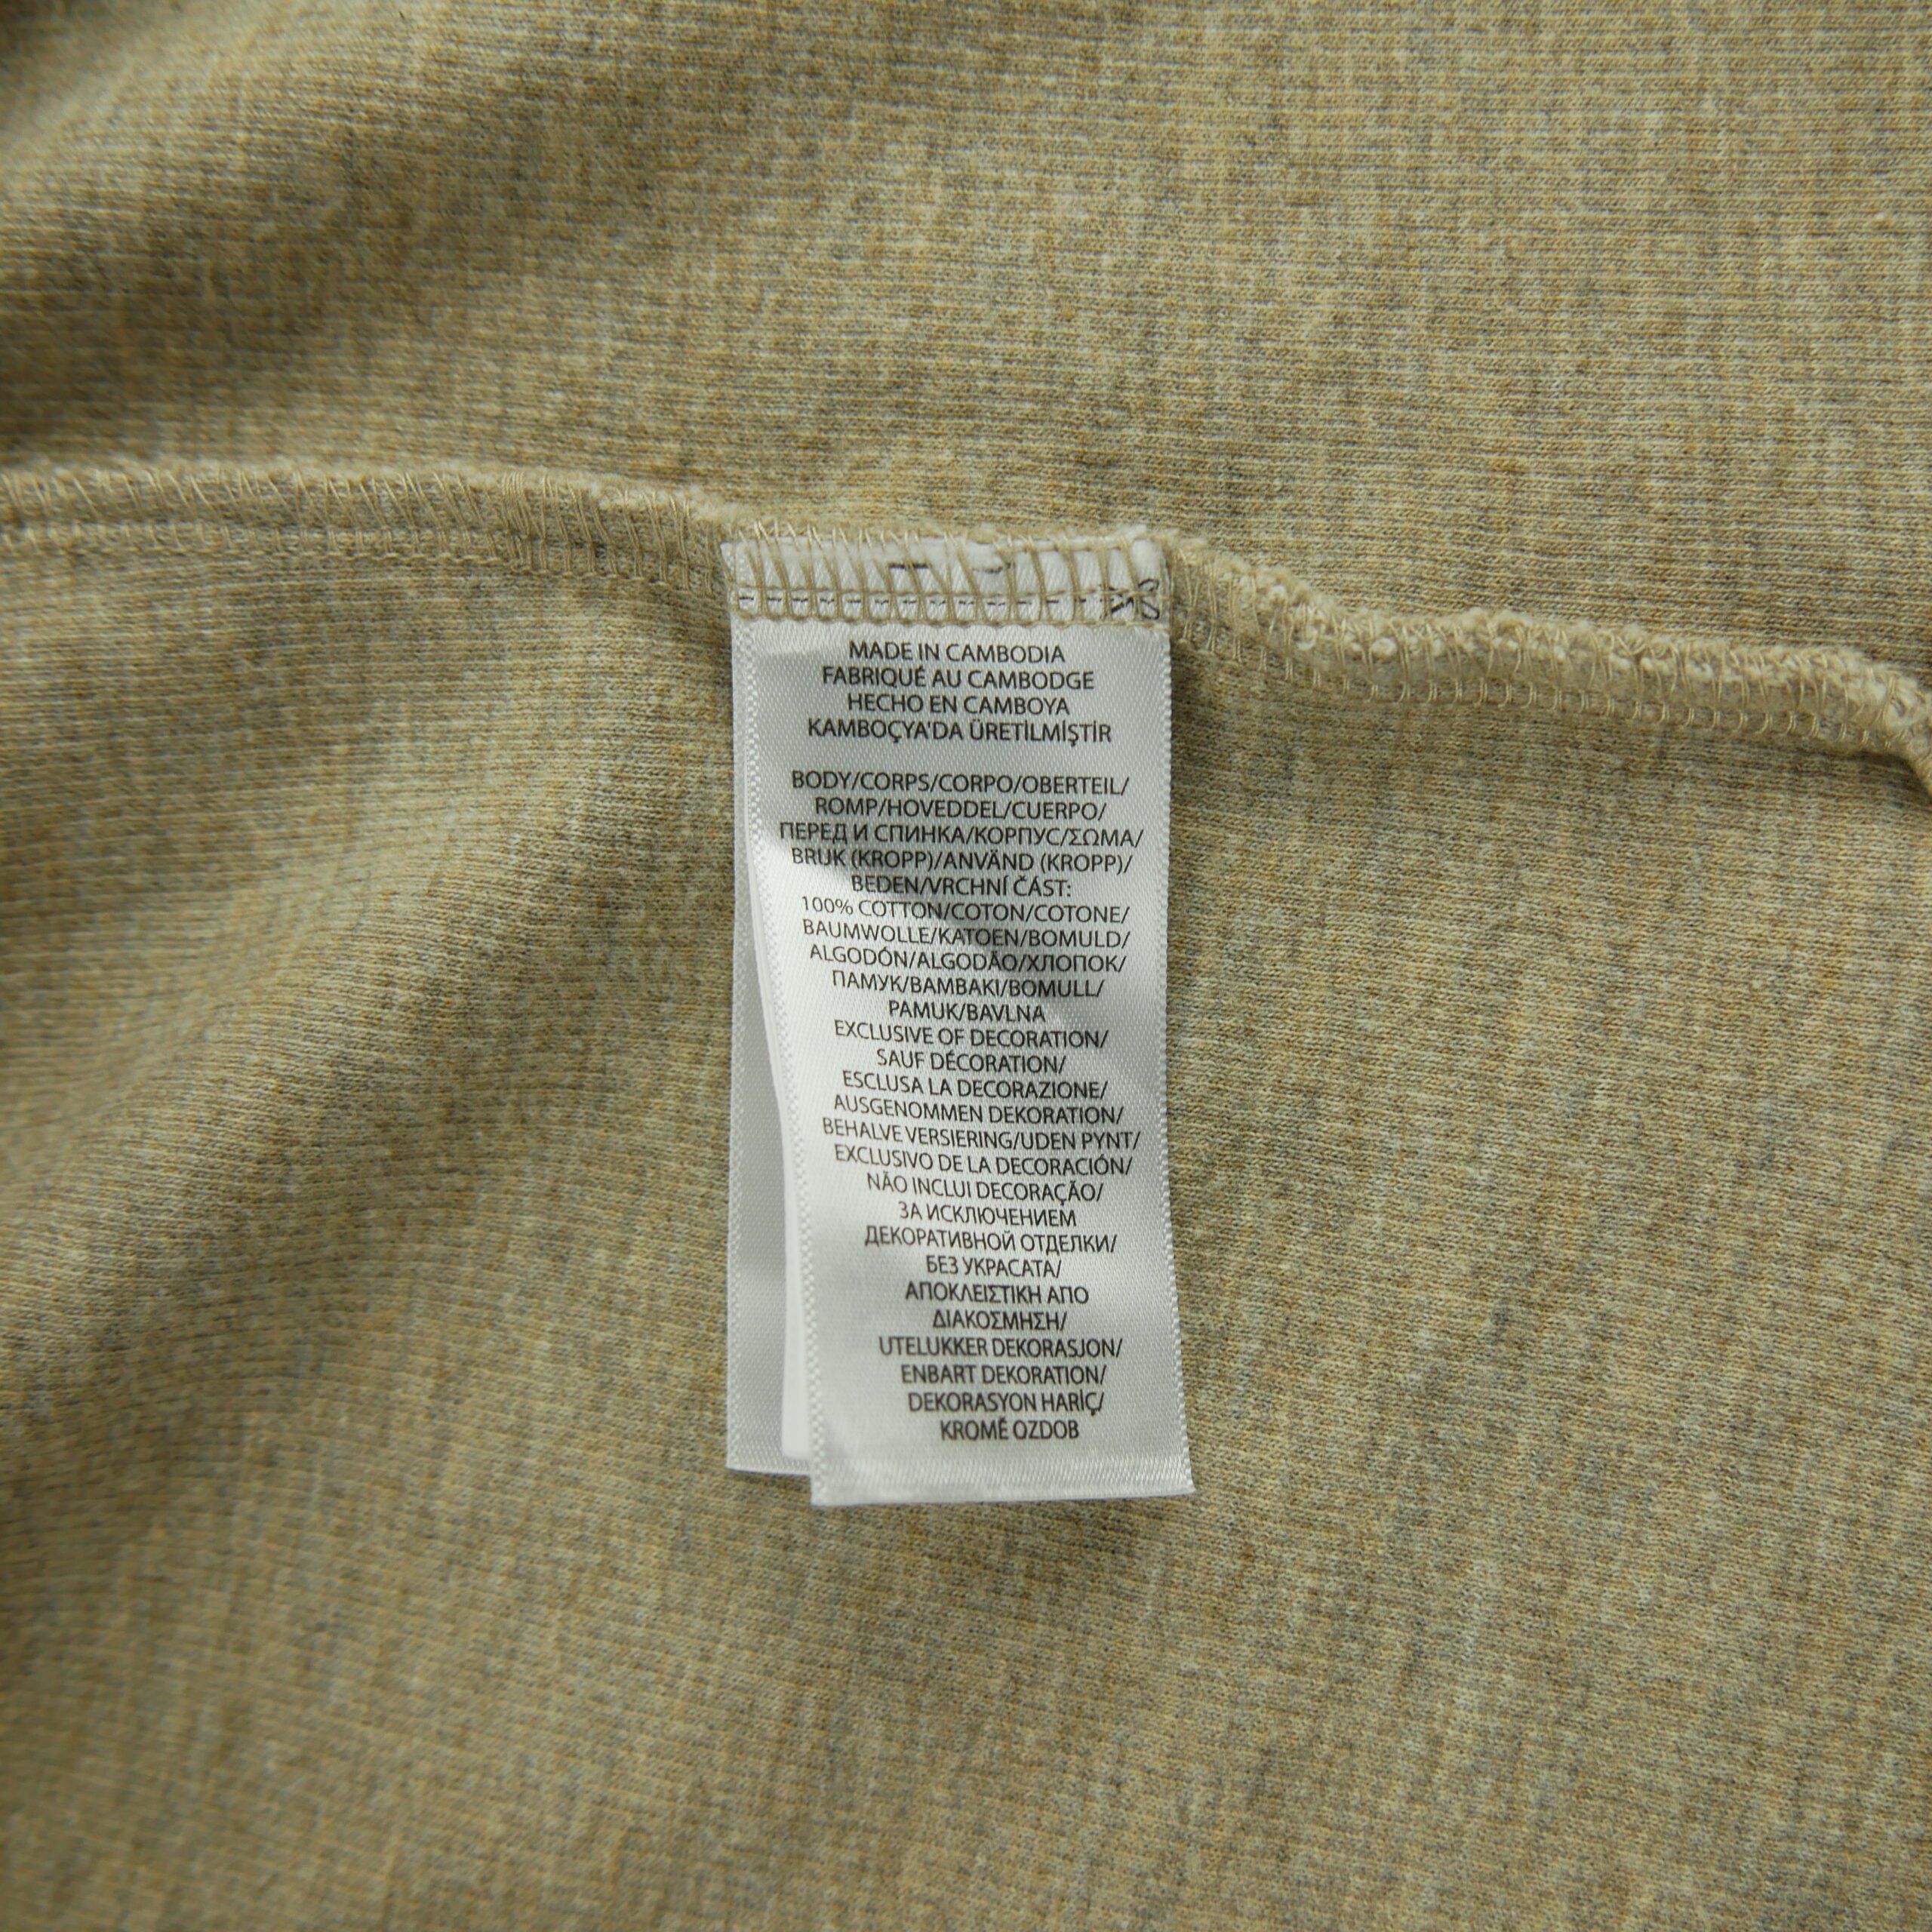 MADE IN CAMBODIA
FABRIQUÉ AU CAMBODGE
HECHO EN CAMBOYA
KAMBOÇYA'DA ÜRETİLMİŞTİR
BODY/CORPS/CORPO/OBERTEIL/
ROMP/HOVEDDEL/CUERPO/
ПЕРЕД И СПИНКА/КОРПУС/ΣΩΜΑ/
BRUK (KROPP)/ANVÄND (KROPP)/
BEDEN/VRCHNÍ ČÁST:
100% COTTON/COTON/COTONE/
BAUMWOLLE/KATOEN/BOMULD/
ALGODÓN/ALGODÃO/ХЛОПОК/
ПАМУК/ΒΑΜΒΑΚΙ/BOMULL/
PAMUK/BAVLNA
EXCLUSIVE OF DECORATION/
SAUF DÉCORATION/
ESCLUSA LA DECORAZIONE/
AUSGENOMMEN DEKORATION/
BEHALVE VERSIERING/UDEN PYNT/
EXCLUSIVO DE LA DECORACIÓN/
NÃO INCLUI DECORAÇÃO/
ЗА ИСКЛЮЧЕНИЕМ
ДЕКОРАТИВНОЙ ОТДЕЛКИ/
БЕЗ УКРАСАТА/
ΑΠΟΚΛΕΙΣΤΙΚΗ ΑΠΟ
ΔΙΑΚΟΣΜΗΣΗ/
UTELUKKER DEKORASJON/
ENBART DEKORATION/
DEKORASYON HARİÇ/
KROMĚ OZDOB